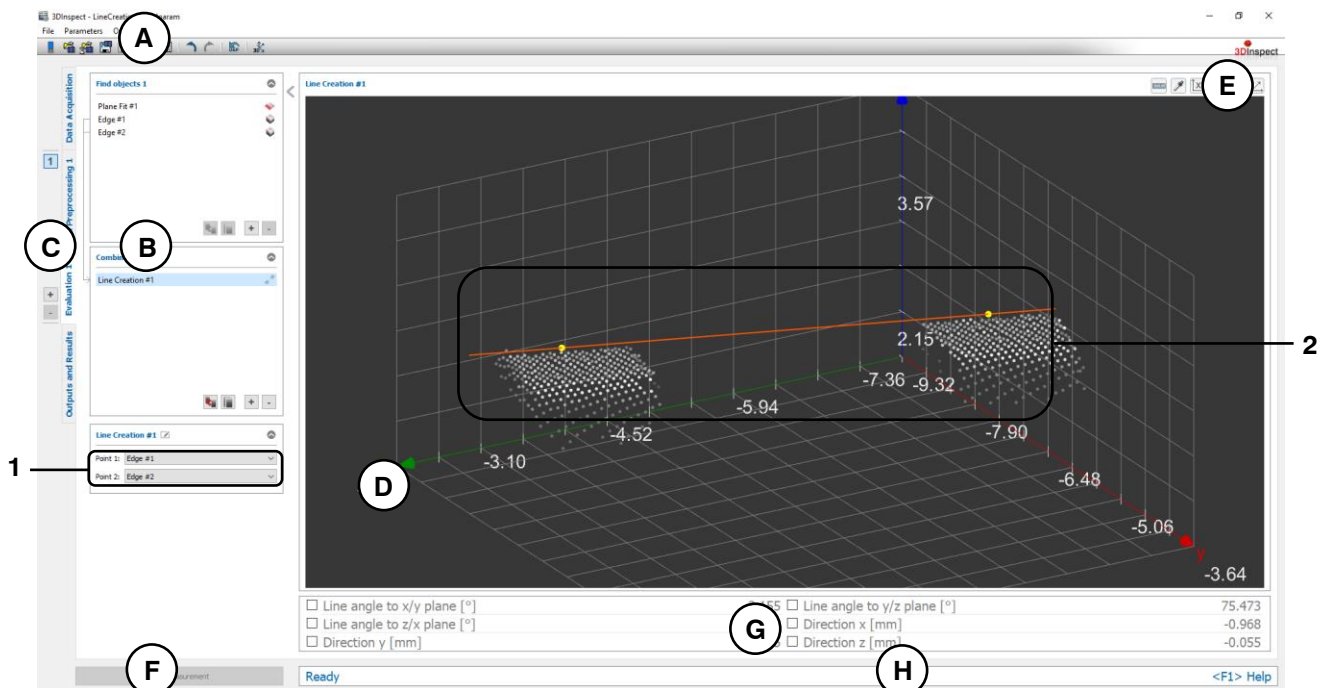 3DInspect - LineCrea
File Parameters
A
3DInspect
Data Acquisition
Preprocessing 1
Evaluation 1
Outputs and Results
1
C
+
-
Find objects 1
Plane Fit #1
Edge #1
Edge #2
+ -
B
Line Creation #1
+ -
Line Creation #1
1
Point 1: Edge #1
Point 2: Edge #2
Line Creation #1
E
3.57
2.15
-7.36
-9.32
-5.94
-7.90
-4.52
-3.10
-6.48
-5.06
y
-3.64
2
D
Line angle to x/y plane [°]
Line angle to y/z plane [°] 75.473
Line angle to z/x plane [°]
G
Direction x [mm] -0.968
Direction y [mm]
Direction z [mm] -0.055
F
H
Ready
<F1> Help